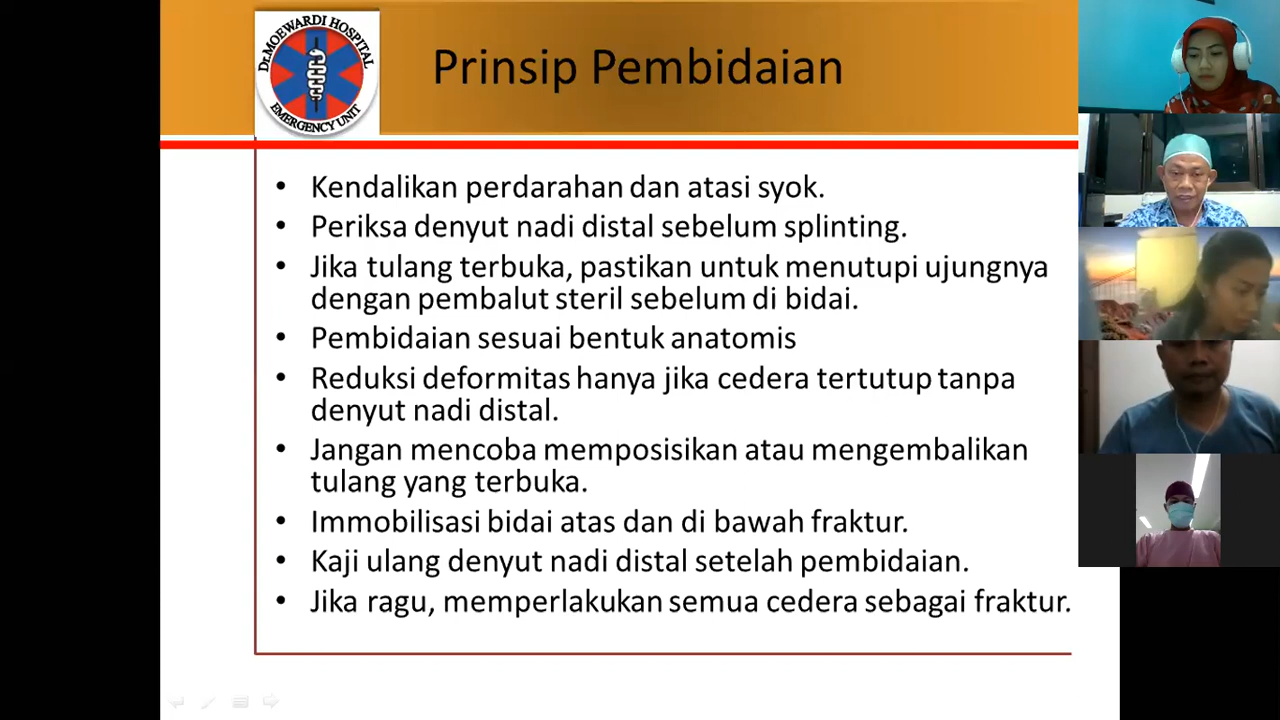 Dr.MOEWARDI HOSPITAL
EMERGENCY UNIT
Prinsip Pembidaian
• Kendalikan perdarahan dan atasi syok.
• Periksa denyut nadi distal sebelum splinting.
• Jika tulang terbuka, pastikan untuk menutupi ujungnya
dengan pembalut steril sebelum di bidai.
• Pembidaian sesuai bentuk anatomis
• Reduksi deformitas hanya jika cedera tertutup tanpa
denyut nadi distal.
• Jangan mencoba memposisikan atau mengembalikan
tulang yang terbuka.
• Immobilisasi bidai atas dan di bawah fraktur.
• Kaji ulang denyut nadi distal setelah pembidaian.
• Jika ragu, memperlakukan semua cedera sebagai fraktur.